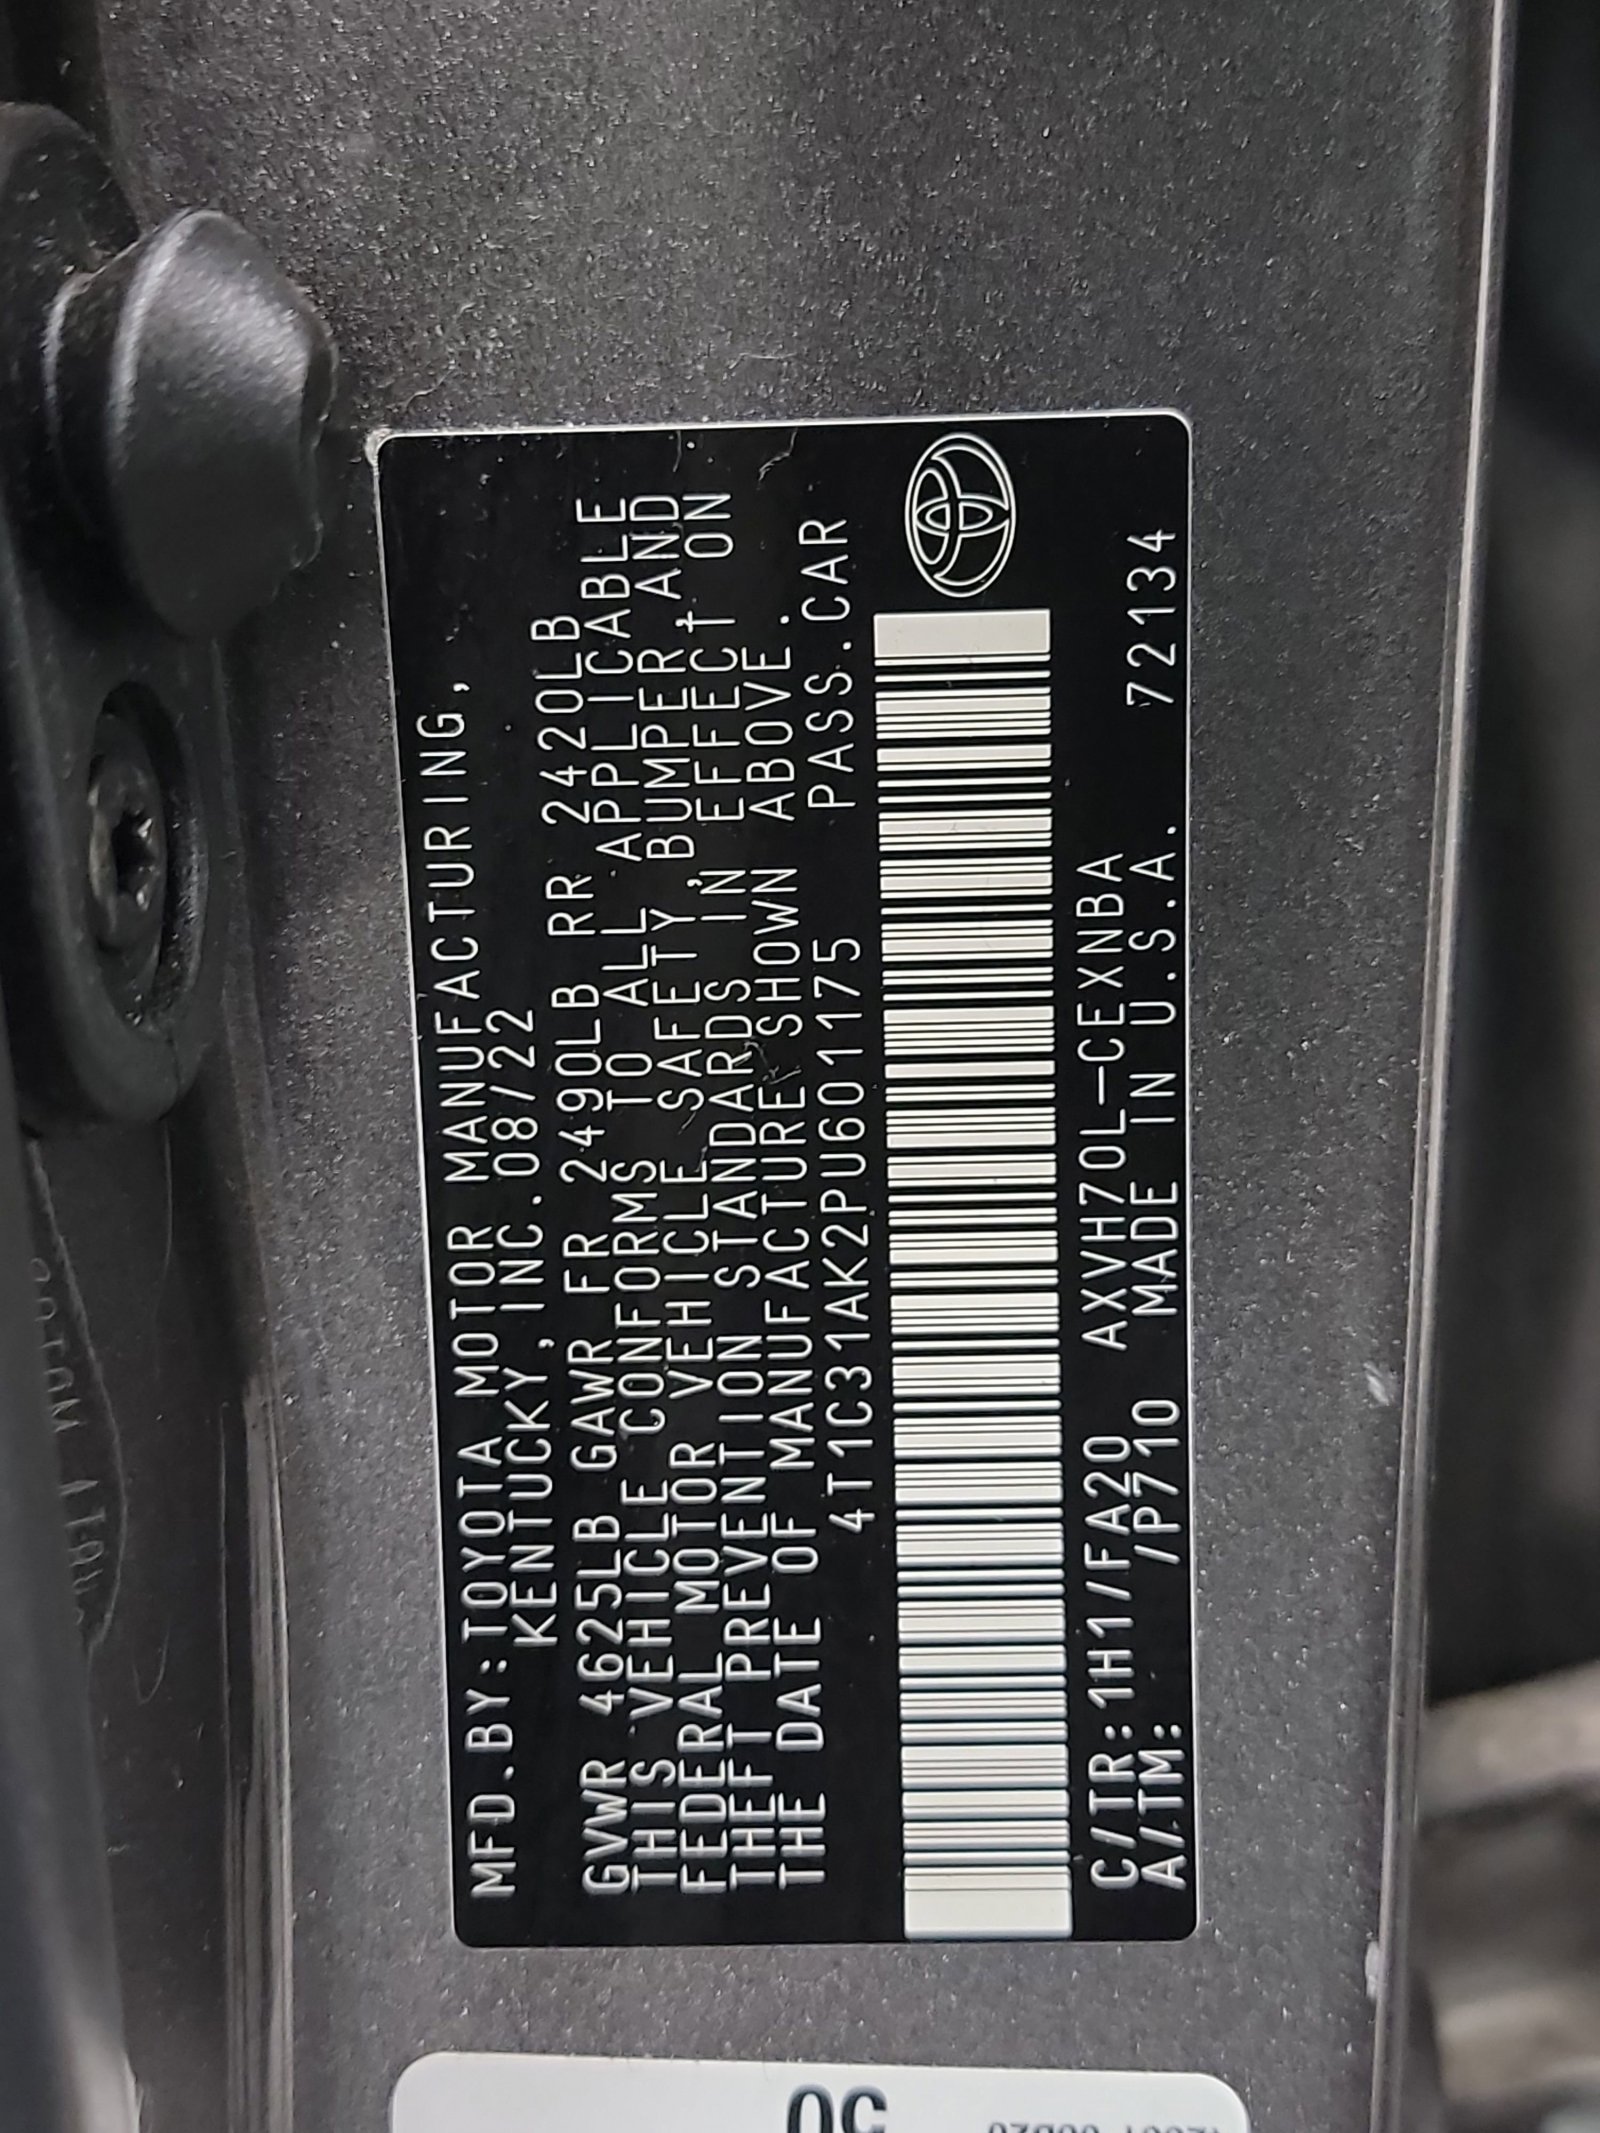 MFD.BY:TOYOTA MOTOR MANUFACTURING,
KENTUCKY,INC.08/22
GVWR 4625LB GAWR FR 2490LB RR 2420LB
THIS VEHICLE CONFORMS TO ALL APPLICABLE
FEDERAL MOTOR VEHICLE SAFETY,BUMPER,AND
THEFT PREVENTION STANDARDS IN EFFECT ON
THE DATE OF MANUFACTURE SHOWN ABOVE.
4T1C31AK2PU601175 PASS.CAR
C/TR:1H1/FA20 AXVH70L-CEXNBA 72134
A/TM: /P710 MADE IN U.S.A.